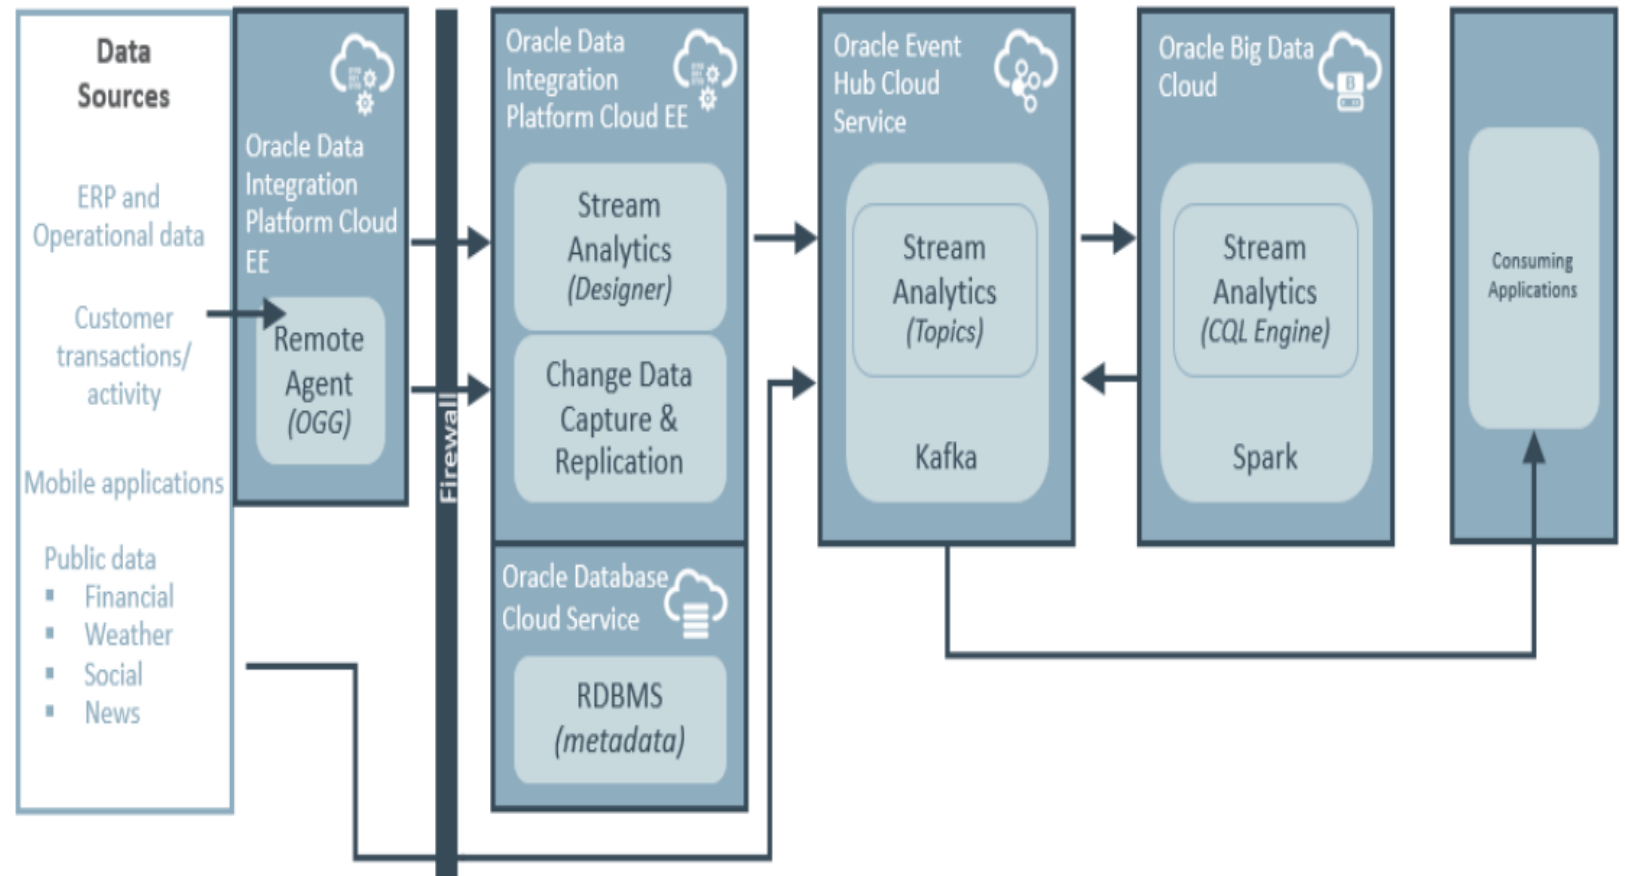 Data
Sources
ERP and
Operational data
Customer
transactions/
activity
Mobile applications
Public data
▪ Financial
▪ Weather
▪ Social
▪ News
Oracle Data
Integration
Platform Cloud
EE
Remote
Agent
(OGG)
Firewall
Oracle Data
Integration
Platform Cloud EE
Stream
Analytics
(Designer)
Change Data
Capture &
Replication
Oracle Database
Cloud Service
RDBMS
(metadata)
Oracle Event
Hub Cloud
Service
Stream
Analytics
(Topics)
Kafka
Oracle Big Data
Cloud
B
Stream
Analytics
(CQL Engine)
Spark
Consuming
Applications